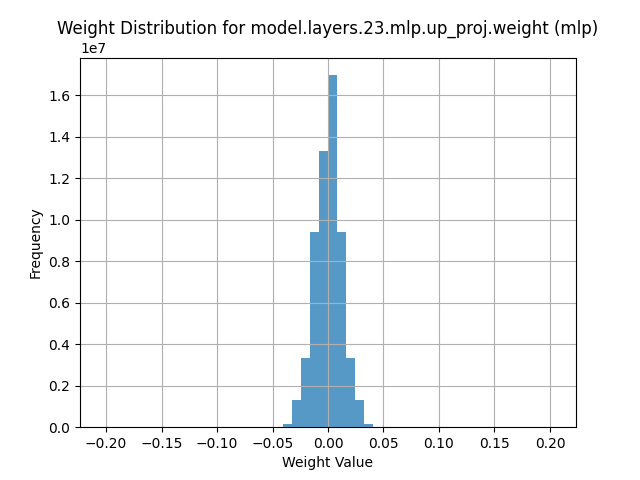 Weight Distribution for model.layers.23.mlp.up_proj.weight (mlp)
1e7
1.6
1.4
1.2
1.0
0.8
0.6
0.4
0.2
0.0
Frequency
−0.20 −0.15 −0.10 −0.05 0.00 0.05 0.10 0.15 0.20
Weight Value